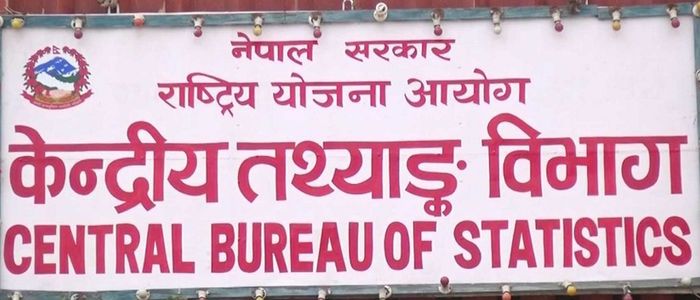 नेपाल सरकार
राष्ट्रिय योजना आयोग
केन्द्रीय तथ्याङ्क विभाग
CENTRAL BUREAU OF STATISTICS